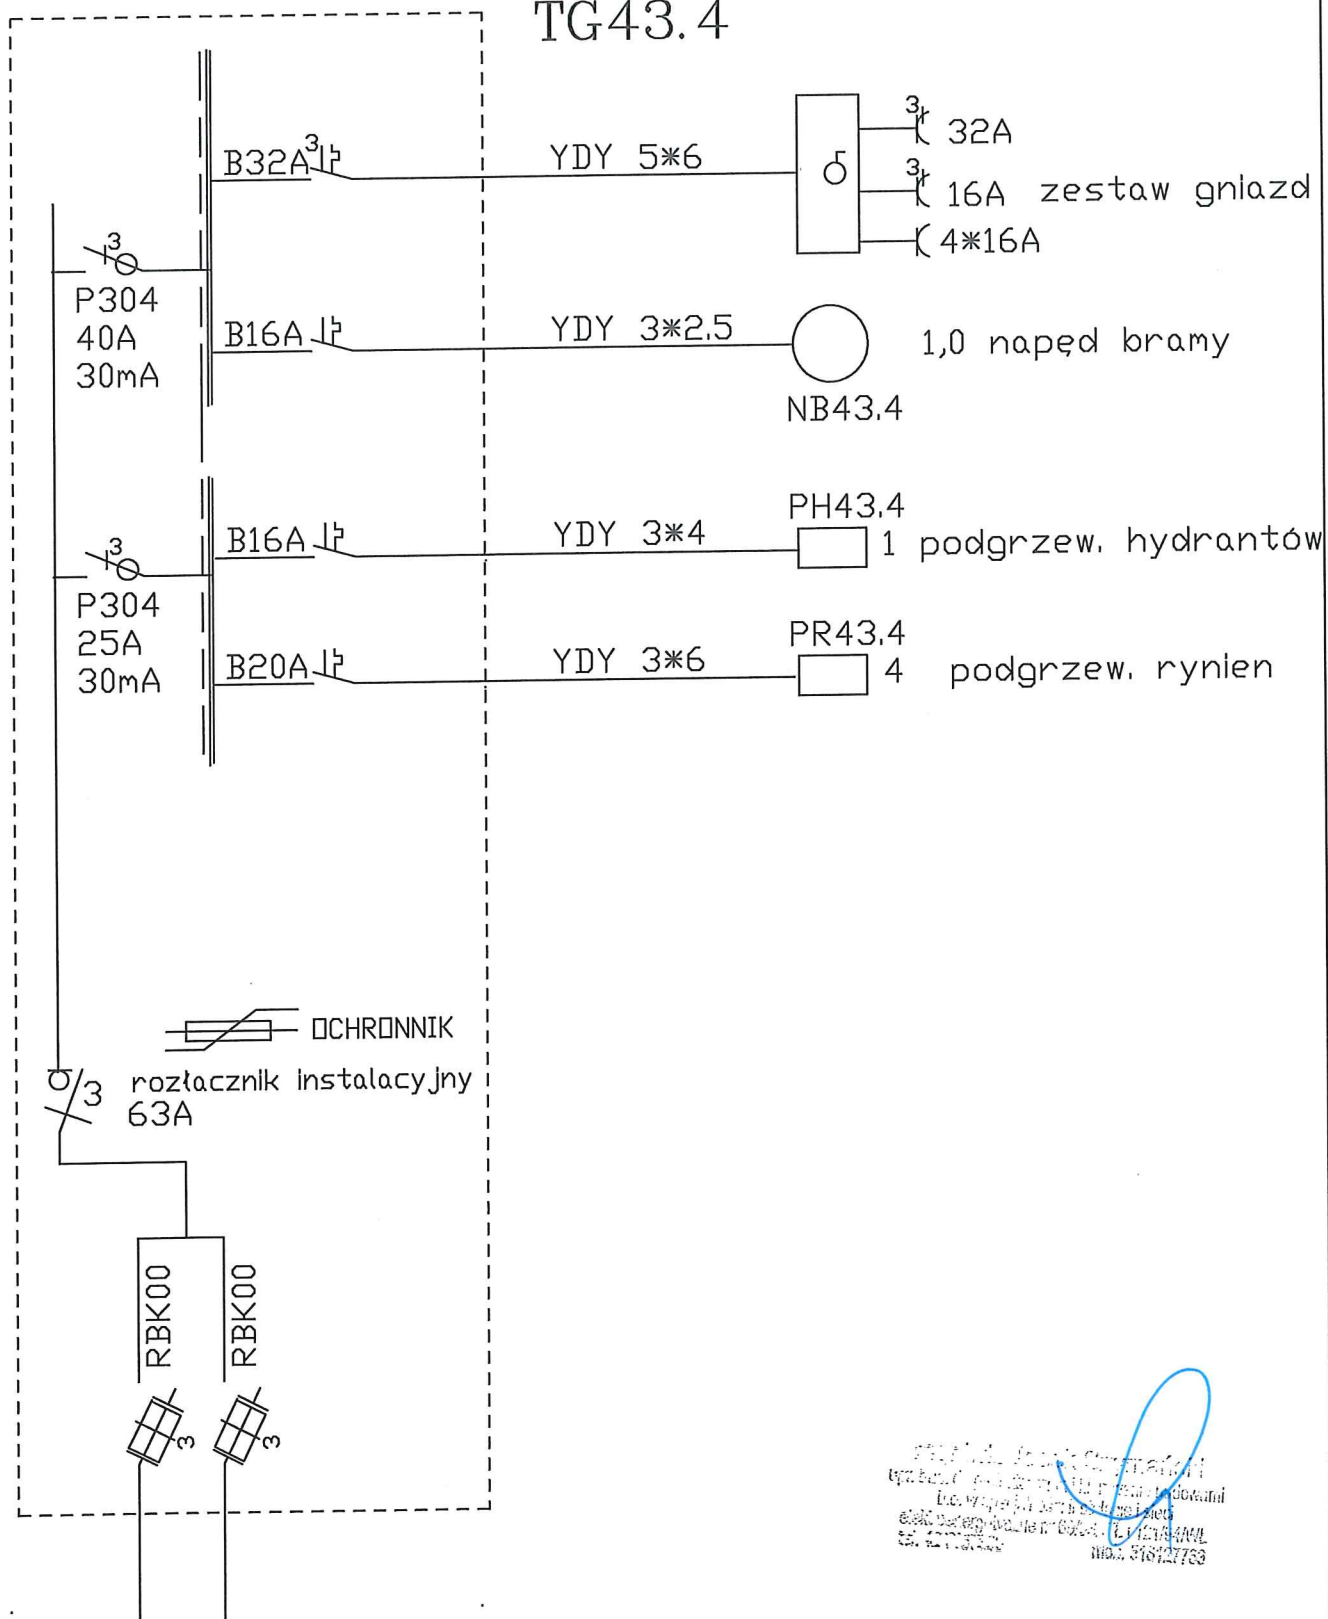 TG43.4
B32A 3
YDY 5*6
3 32A
3 16A zestaw gniazd
4*16A
3
P304
40A
30mA
B16A
YDY 3*2.5
1,0 napęd bramy
NB43.4
PH43.4
B16A
YDY 3*4
1 podgrzew. hydrantów
3
P304
25A
30mA
PR43.4
B20A
YDY 3*6
4 podgrzew. rynien
OCHRONNIK
3 rozłacznik instalacyjny
63A
RBK00
RBK00
3
3